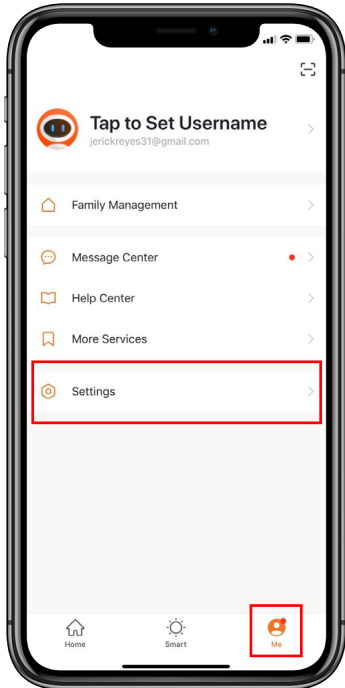 Tap to Set Username
jerickreyes31@gmail.com
Family Management
Message Center
Help Center
More Services
Settings
Home
Smart
Me